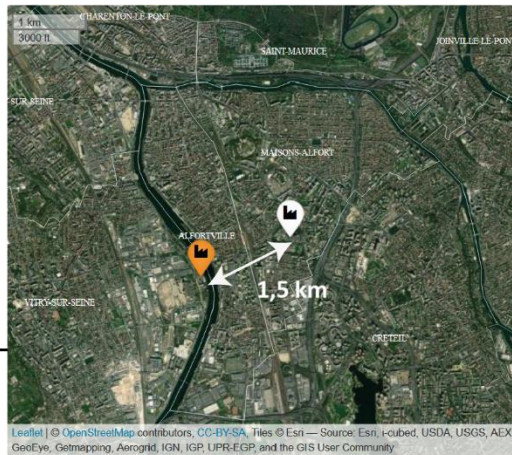 1 km
3000 ft
CHARENTON-LE-PONT
SAINT-MAURICE
JOINVILLE-LE-PONT
SUR-SEINE
MAISONS-ALFORT
ALFORTVILLE
1,5 km
VITRY-SUR-SEINE
CRETEIL
Leaflet | © OpenStreetMap contributors, CC-BY-SA, Tiles © Esri — Source: Esri, i-cubed, USDA, USGS, AEX
GeoEye, Getmapping, Aerogrid, IGN, IGP, UPR-EGP, and the GIS User Community